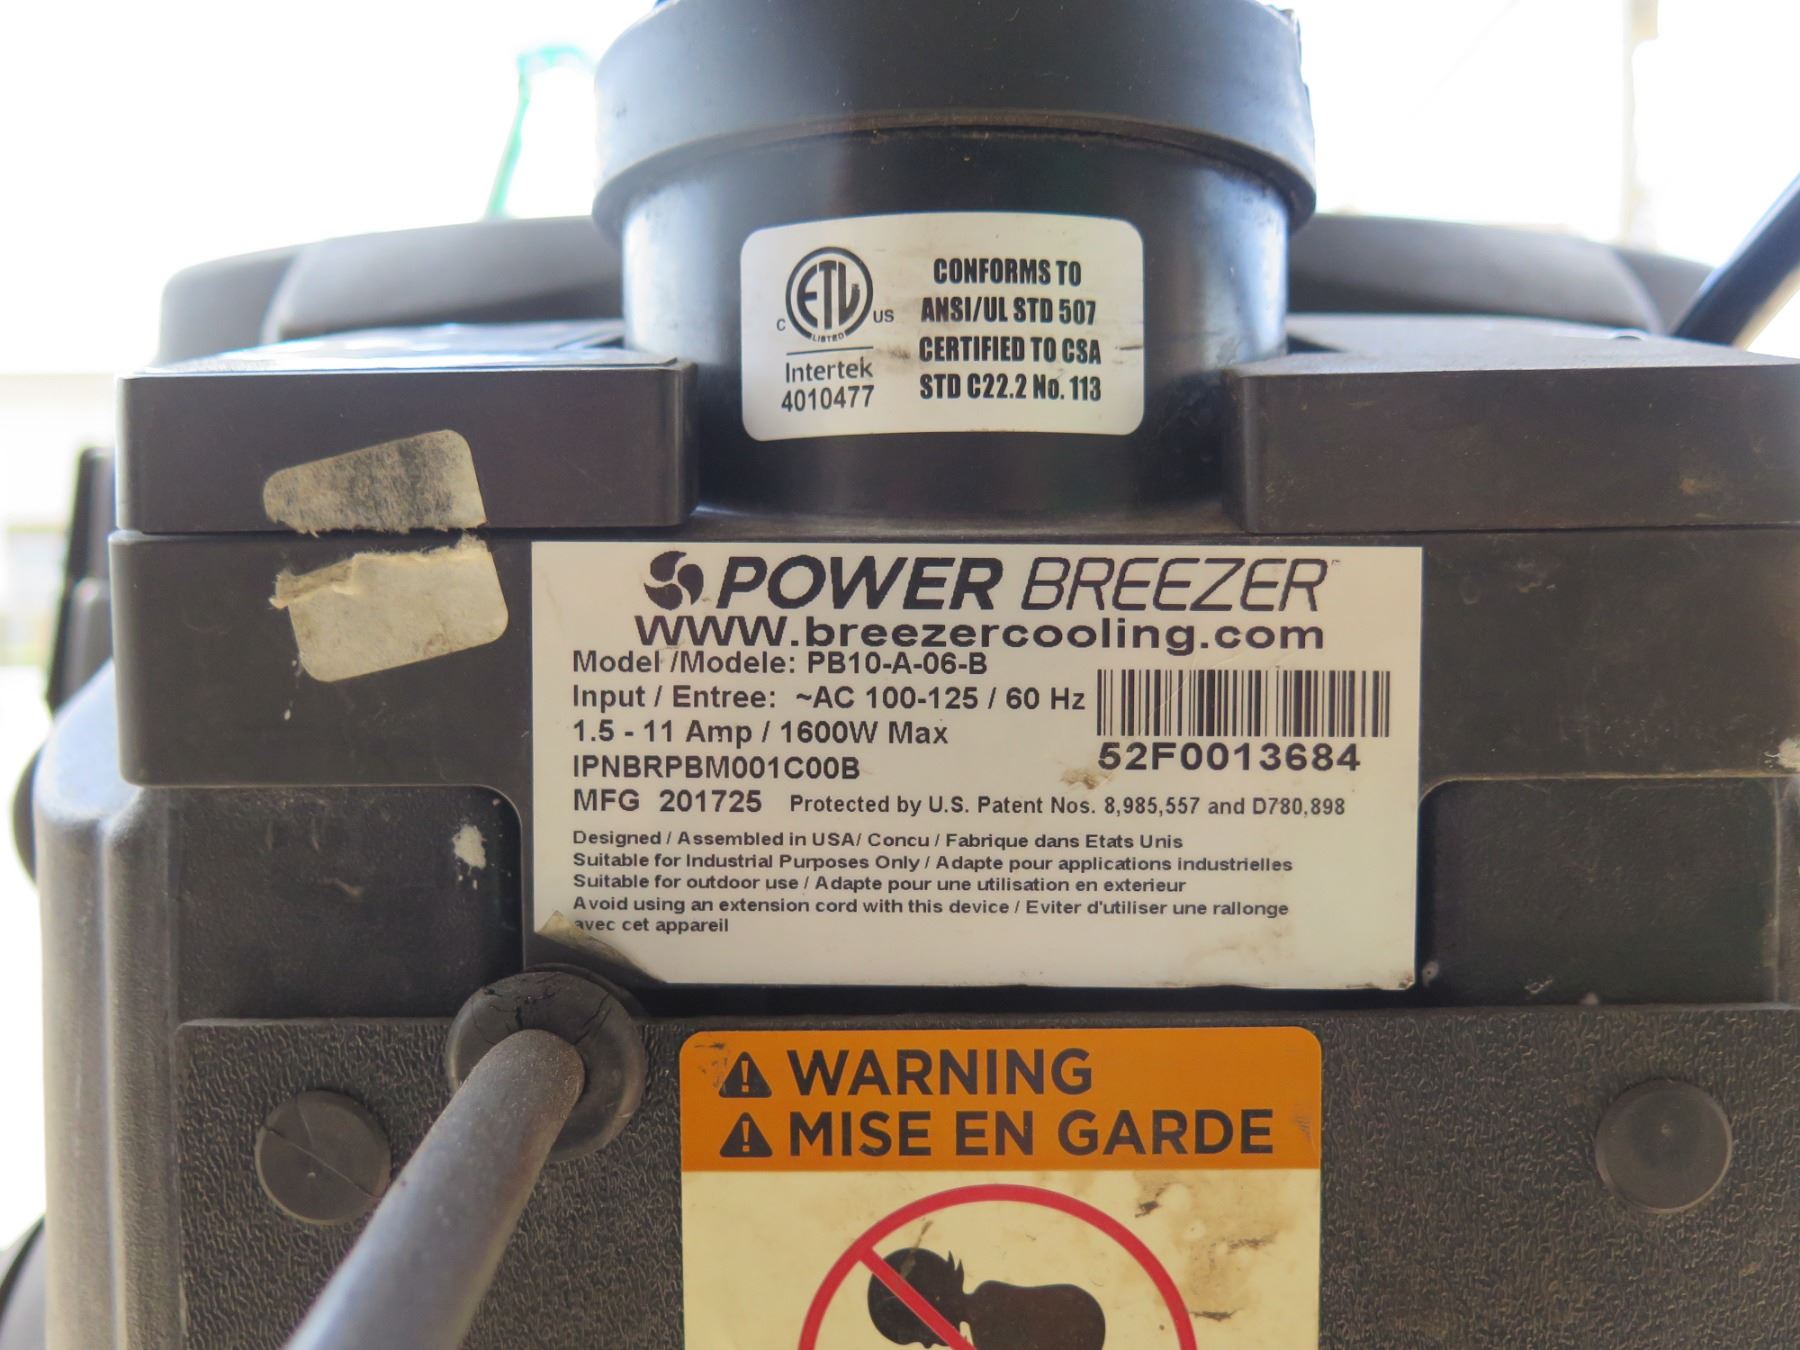 C ETL US
LISTED
Intertek
4010477
CONFORMS TO
ANSI/UL STD 507
CERTIFIED TO CSA
STD C22.2 No. 113
POWER BREEZER™
WWW.breezercooling.com
Model /Modele: PB10-A-06-B
Input / Entree: ~AC 100-125 / 60 Hz
1.5 - 11 Amp / 1600W Max
IPNBRPBM001C00B
52F0013684
MFG 201725 Protected by U.S. Patent Nos. 8,985,557 and D780,898
Designed / Assembled in USA/ Concu / Fabrique dans Etats Unis
Suitable for Industrial Purposes Only / Adapte pour applications industrielles
Suitable for outdoor use / Adapte pour une utilisation en exterieur
Avoid using an extension cord with this device / Eviter d'utiliser une rallonge
avec cet appareil
WARNING
MISE EN GARDE